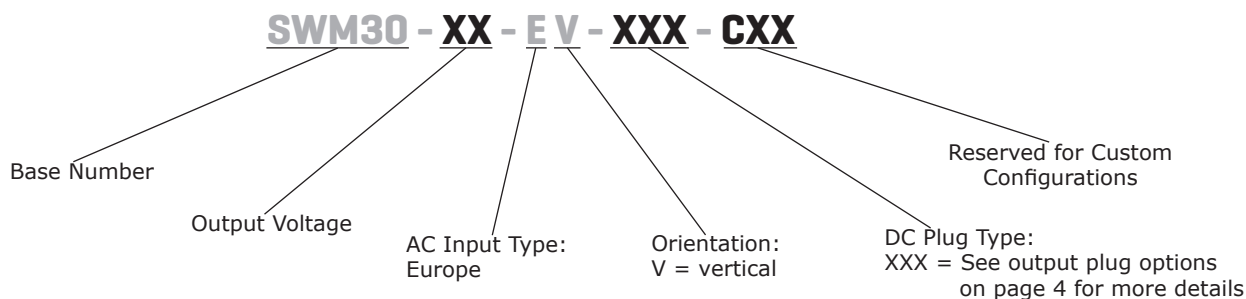 SWM30 - XX - E V - XXX - CXX
Base Number
Output Voltage
AC Input Type:
Europe
Orientation:
V = vertical
DC Plug Type:
XXX = See output plug options
on page 4 for more details
Reserved for Custom
Configurations